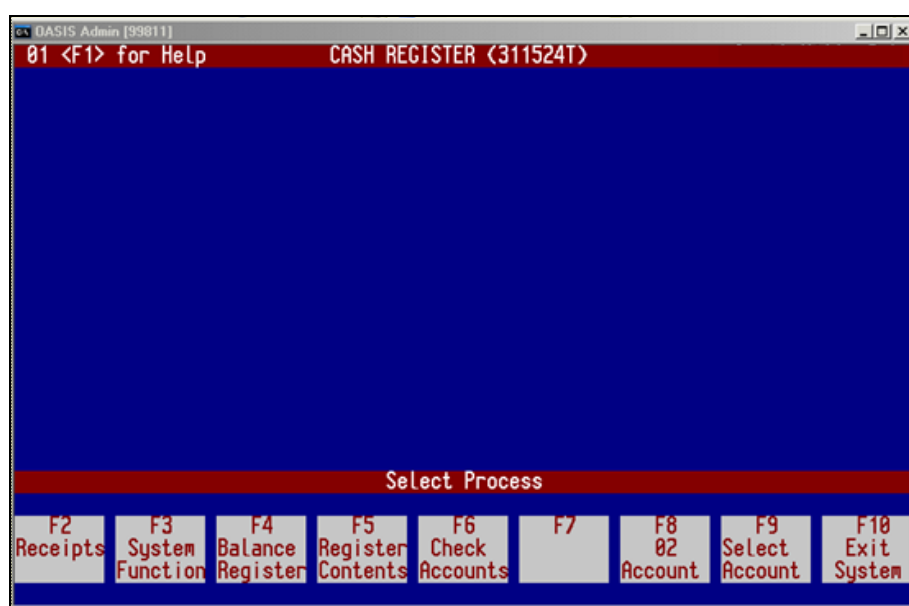 OASIS Admin [99811]
01 <F1> for Help CASH REGISTER (311524T)
Select Process
F2 F3 F4 F5 F6 F7 F8 F9 F10
Receipts System Balance Register Check 02 Select Exit
Function Register Contents Accounts Account Account System